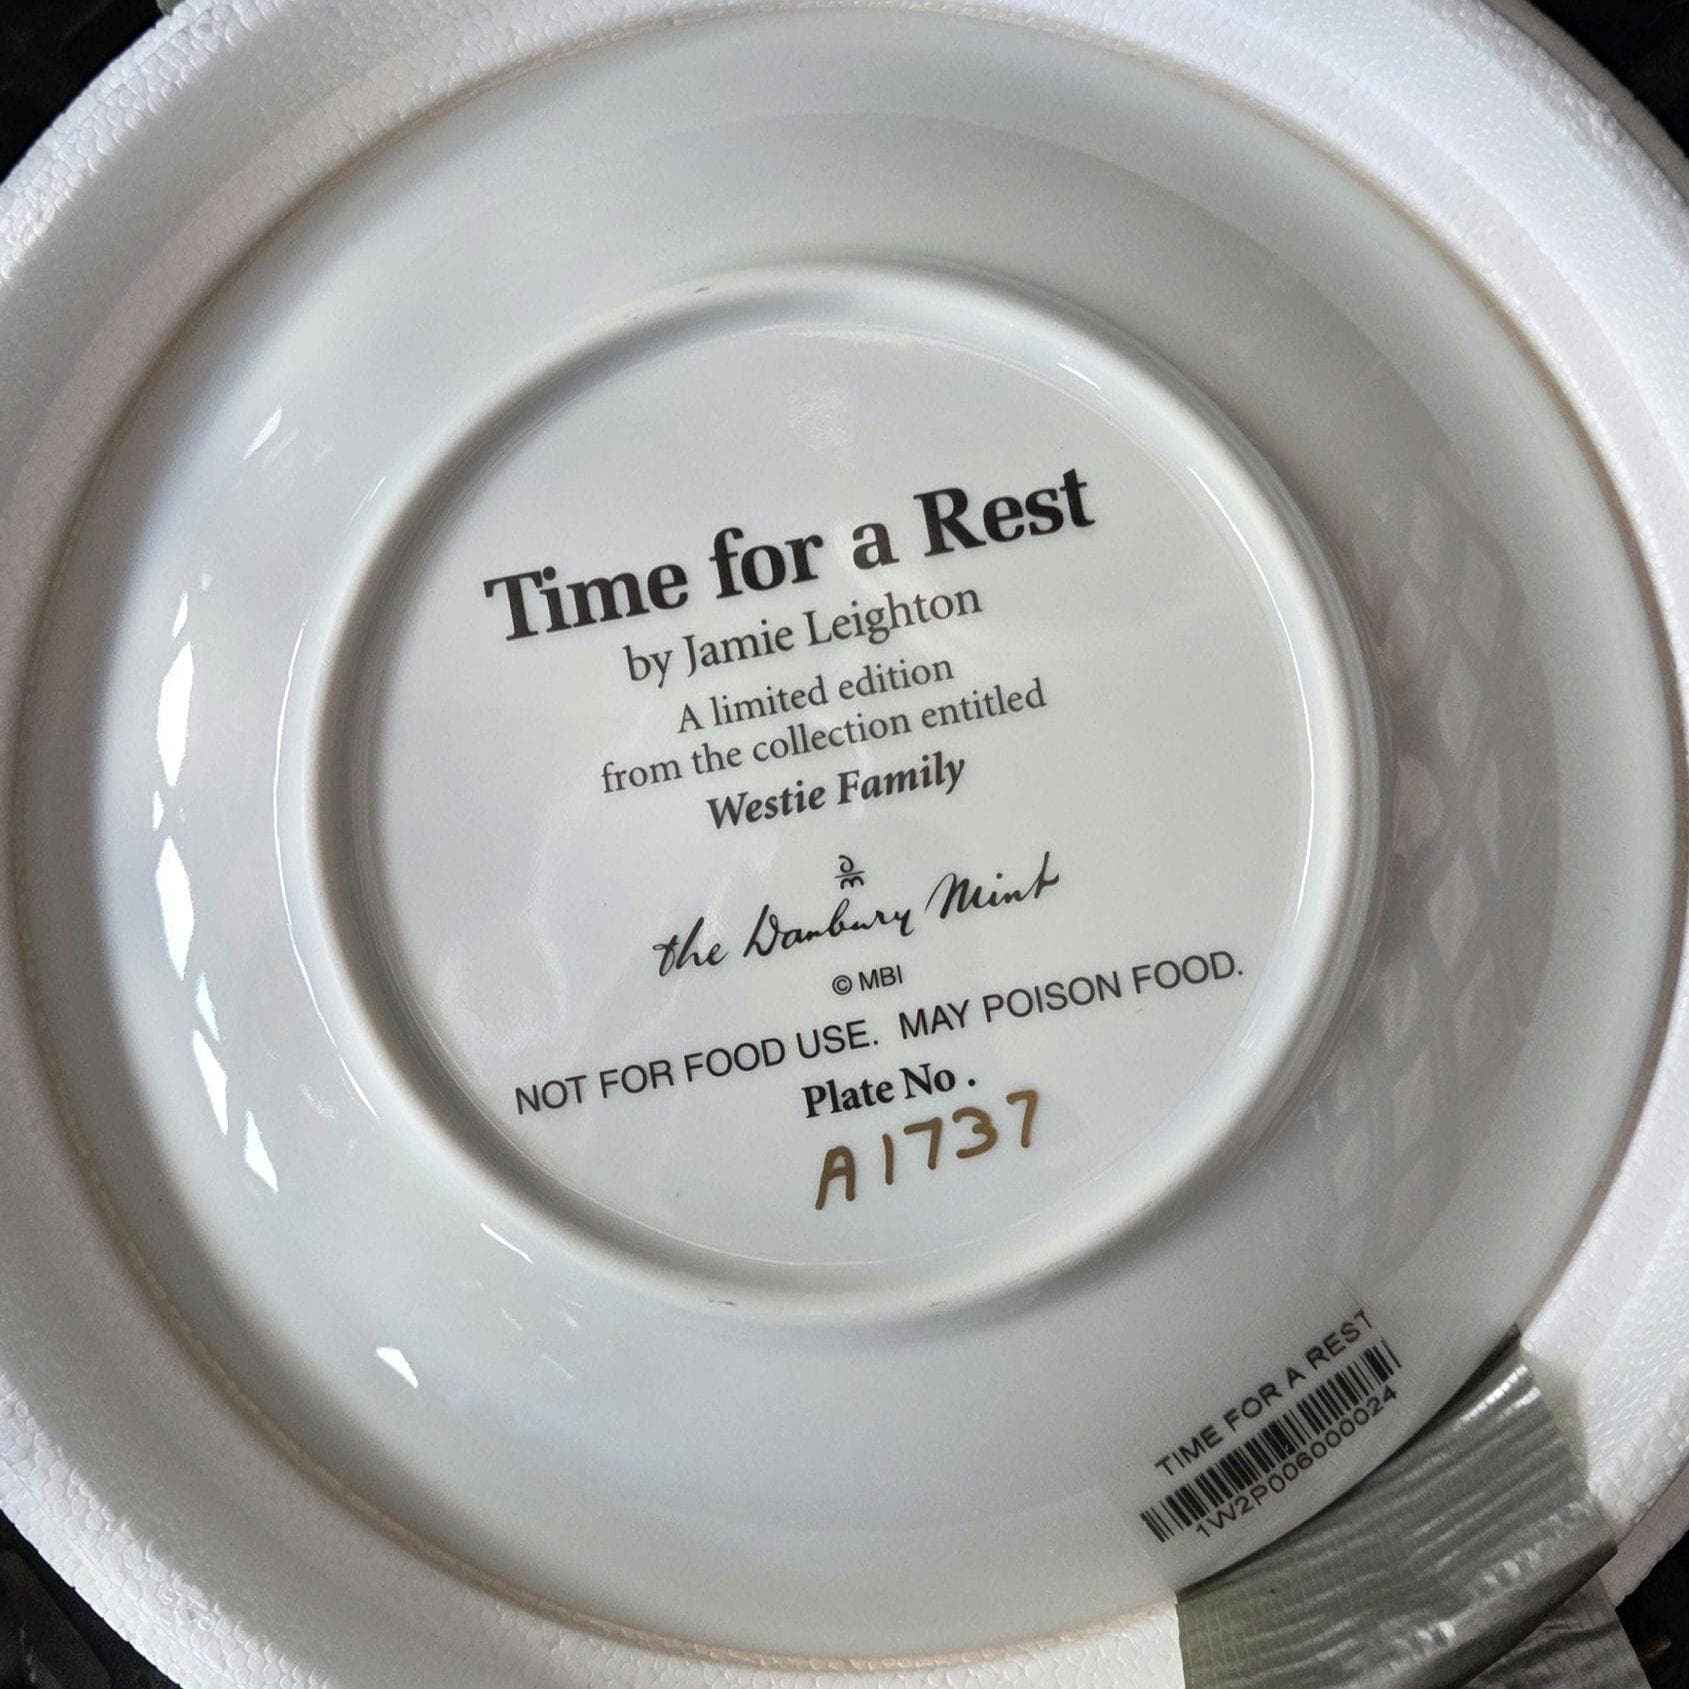 Time for a Rest
by Jamie Leighton
A limited edition
from the collection entitled
Westie Family
the Danbury Mint
© MBI
NOT FOR FOOD USE. MAY POISON FOOD.
Plate No .
A1737
TIME FOR A REST
1W2P006000024